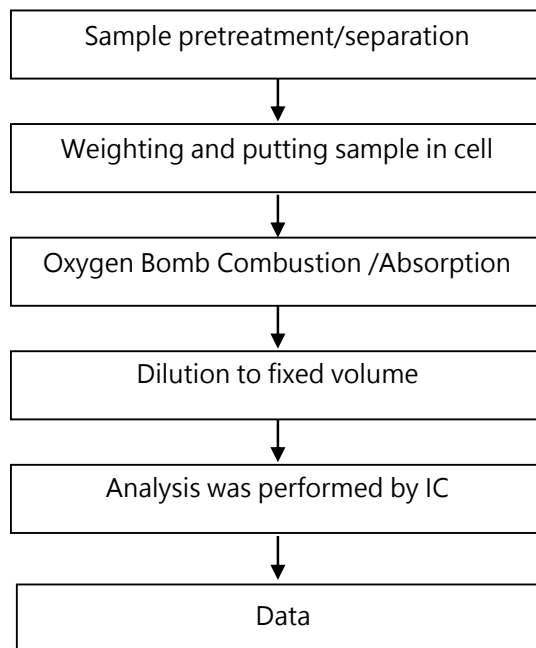 Sample pretreatment/separation
Weighting and putting sample in cell
Oxygen Bomb Combustion /Absorption
Dilution to fixed volume
Analysis was performed by IC
Data